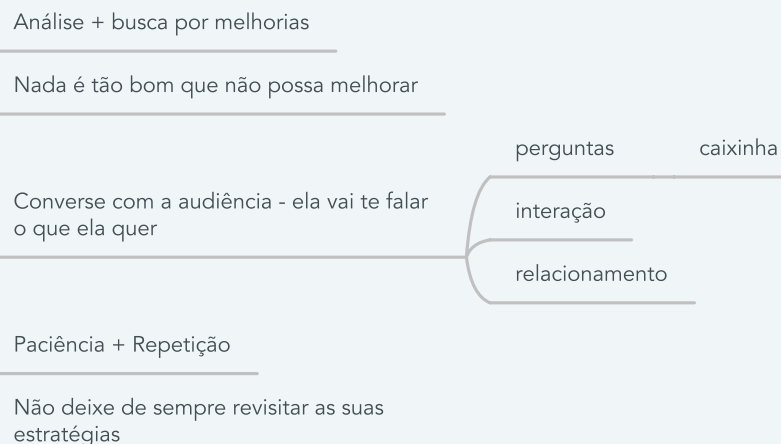 Análise + busca por melhorias
Nada é tão bom que não possa melhorar
perguntas
caixinha
Converse com a audiência - ela vai te falar
o que ela quer
interação
relacionamento
Paciência + Repetição
Não deixe de sempre revisitar as suas
estratégias